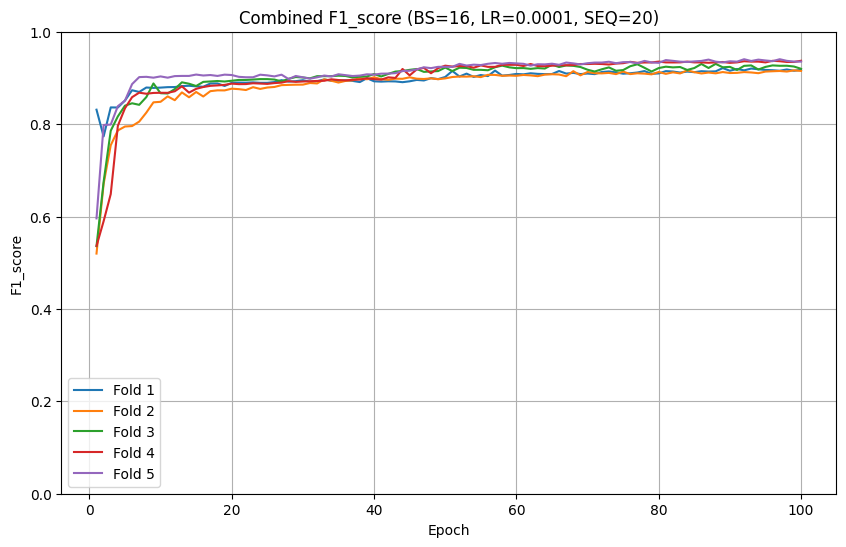 Combined F1_score (BS=16, LR=0.0001, SEQ=20)
1.0
0.8
0.6
0.4
0.2
0.0
F1_score
Fold 1
Fold 2
Fold 3
Fold 4
Fold 5
0 20 40 60 80 100
Epoch